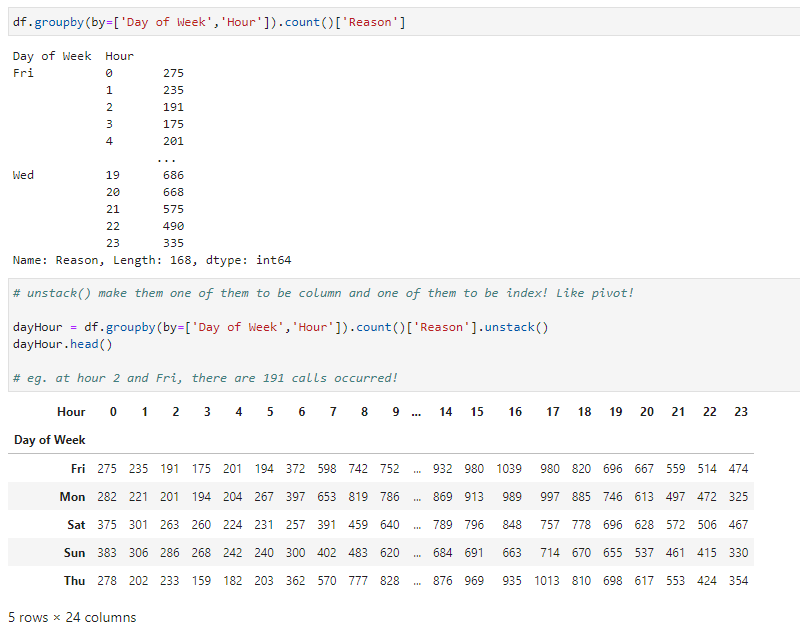 df.groupby(by=['Day of Week','Hour']).count()['Reason']
Day of Week  Hour
Fri          0       275
             1       235
             2       191
             3       175
             4       201
                    ...
Wed          19      686
             20      668
             21      575
             22      490
             23      335
Name: Reason, Length: 168, dtype: int64
# unstack() make them one of them to be column and one of them to be index! Like pivot!
dayHour = df.groupby(by=['Day of Week','Hour']).count()['Reason'].unstack()
dayHour.head()
# eg. at hour 2 and Fri, there are 191 calls occurred!
Hour 0 1 2 3 4 5 6 7 8 9 ... 14 15 16 17 18 19 20 21 22 23
Day of Week
Fri 275 235 191 175 201 194 372 598 742 752 ... 932 980 1039 980 820 696 667 559 514 474
Mon 282 221 201 194 204 267 397 653 819 786 ... 869 913 989 997 885 746 613 497 472 325
Sat 375 301 263 260 224 231 257 391 459 640 ... 789 796 848 757 778 696 628 572 506 467
Sun 383 306 286 268 242 240 300 402 483 620 ... 684 691 663 714 670 655 537 461 415 330
Thu 278 202 233 159 182 203 362 570 777 828 ... 876 969 935 1013 810 698 617 553 424 354
5 rows × 24 columns